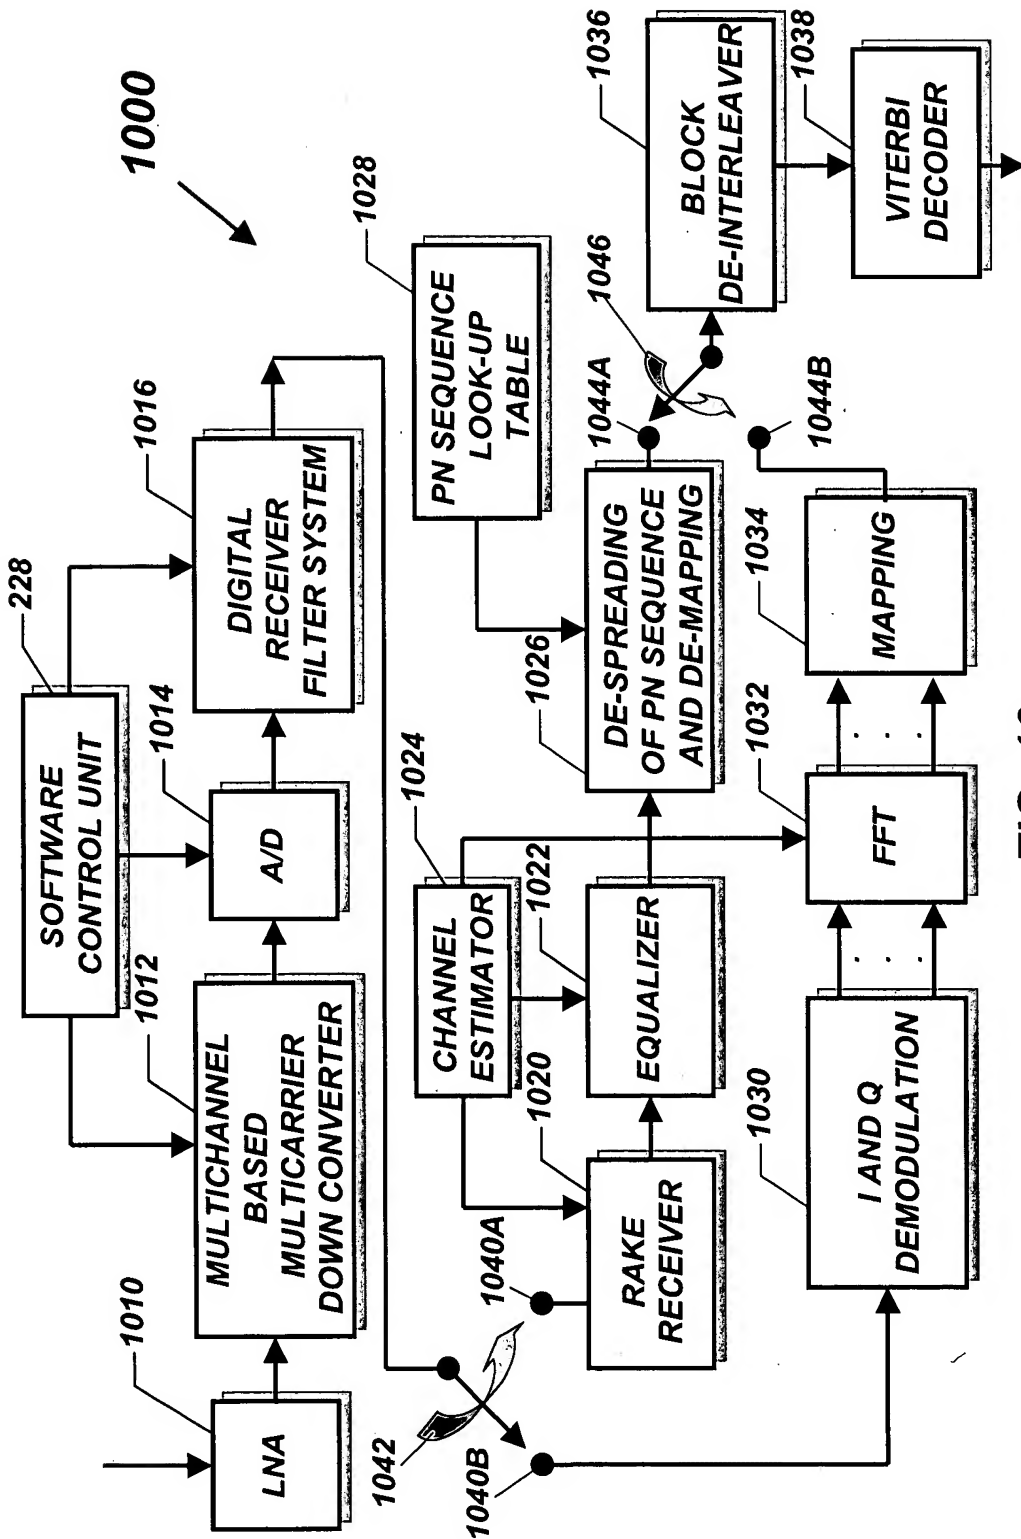 1000
SOFTWARE
CONTROL UNIT
228
LNA
1010
MULTICHANNEL
BASED
MULTICARRIER
DOWN CONVERTER
1012
A/D
1014
DIGITAL
RECEIVER
FILTER SYSTEM
1016
1042
1040A
1040B
RAKE
RECEIVER
1020
CHANNEL
ESTIMATOR
1024
EQUALIZER
1022
PN SEQUENCE
LOOK-UP
TABLE
1028
DE-SPREADING
OF PN SEQUENCE
AND DE-MAPPING
1026
I AND Q
DEMODULATION
1030
FFT
1032
MAPPING
1034
1044A
1044B
1046
BLOCK
DE-INTERLEAVER
1036
VITERBI
DECODER
1038